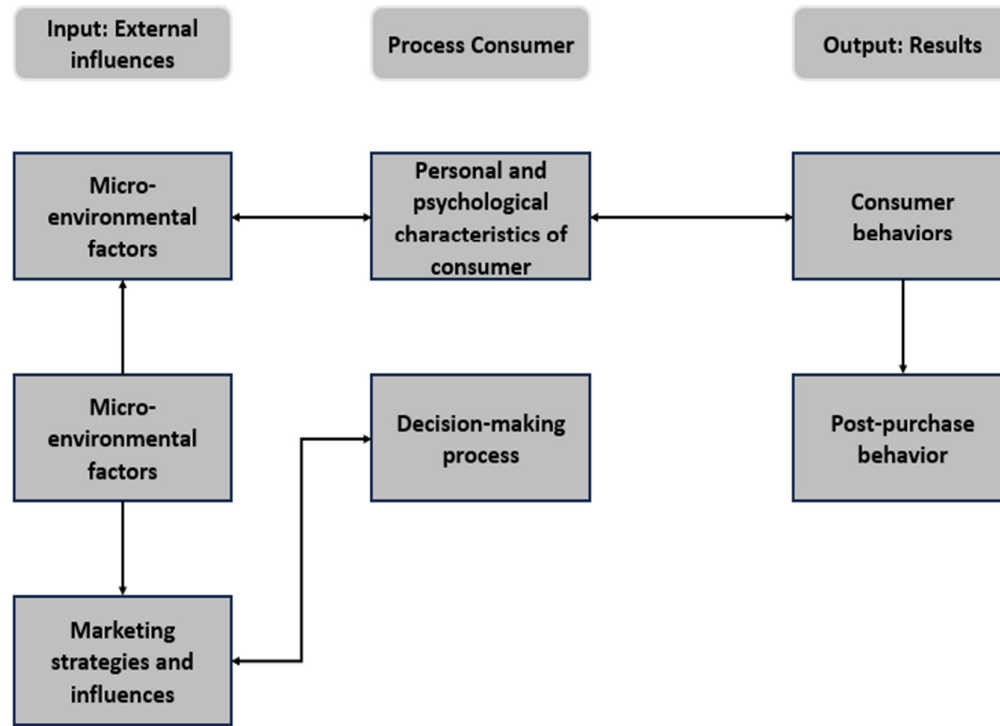 Input: External
influences
Process Consumer
Output: Results
Micro-
environmental
factors
Personal and
psychological
characteristics of
consumer
Consumer
behaviors
Micro-
environmental
factors
Decision-making
process
Post-purchase
behavior
Marketing
strategies and
influences